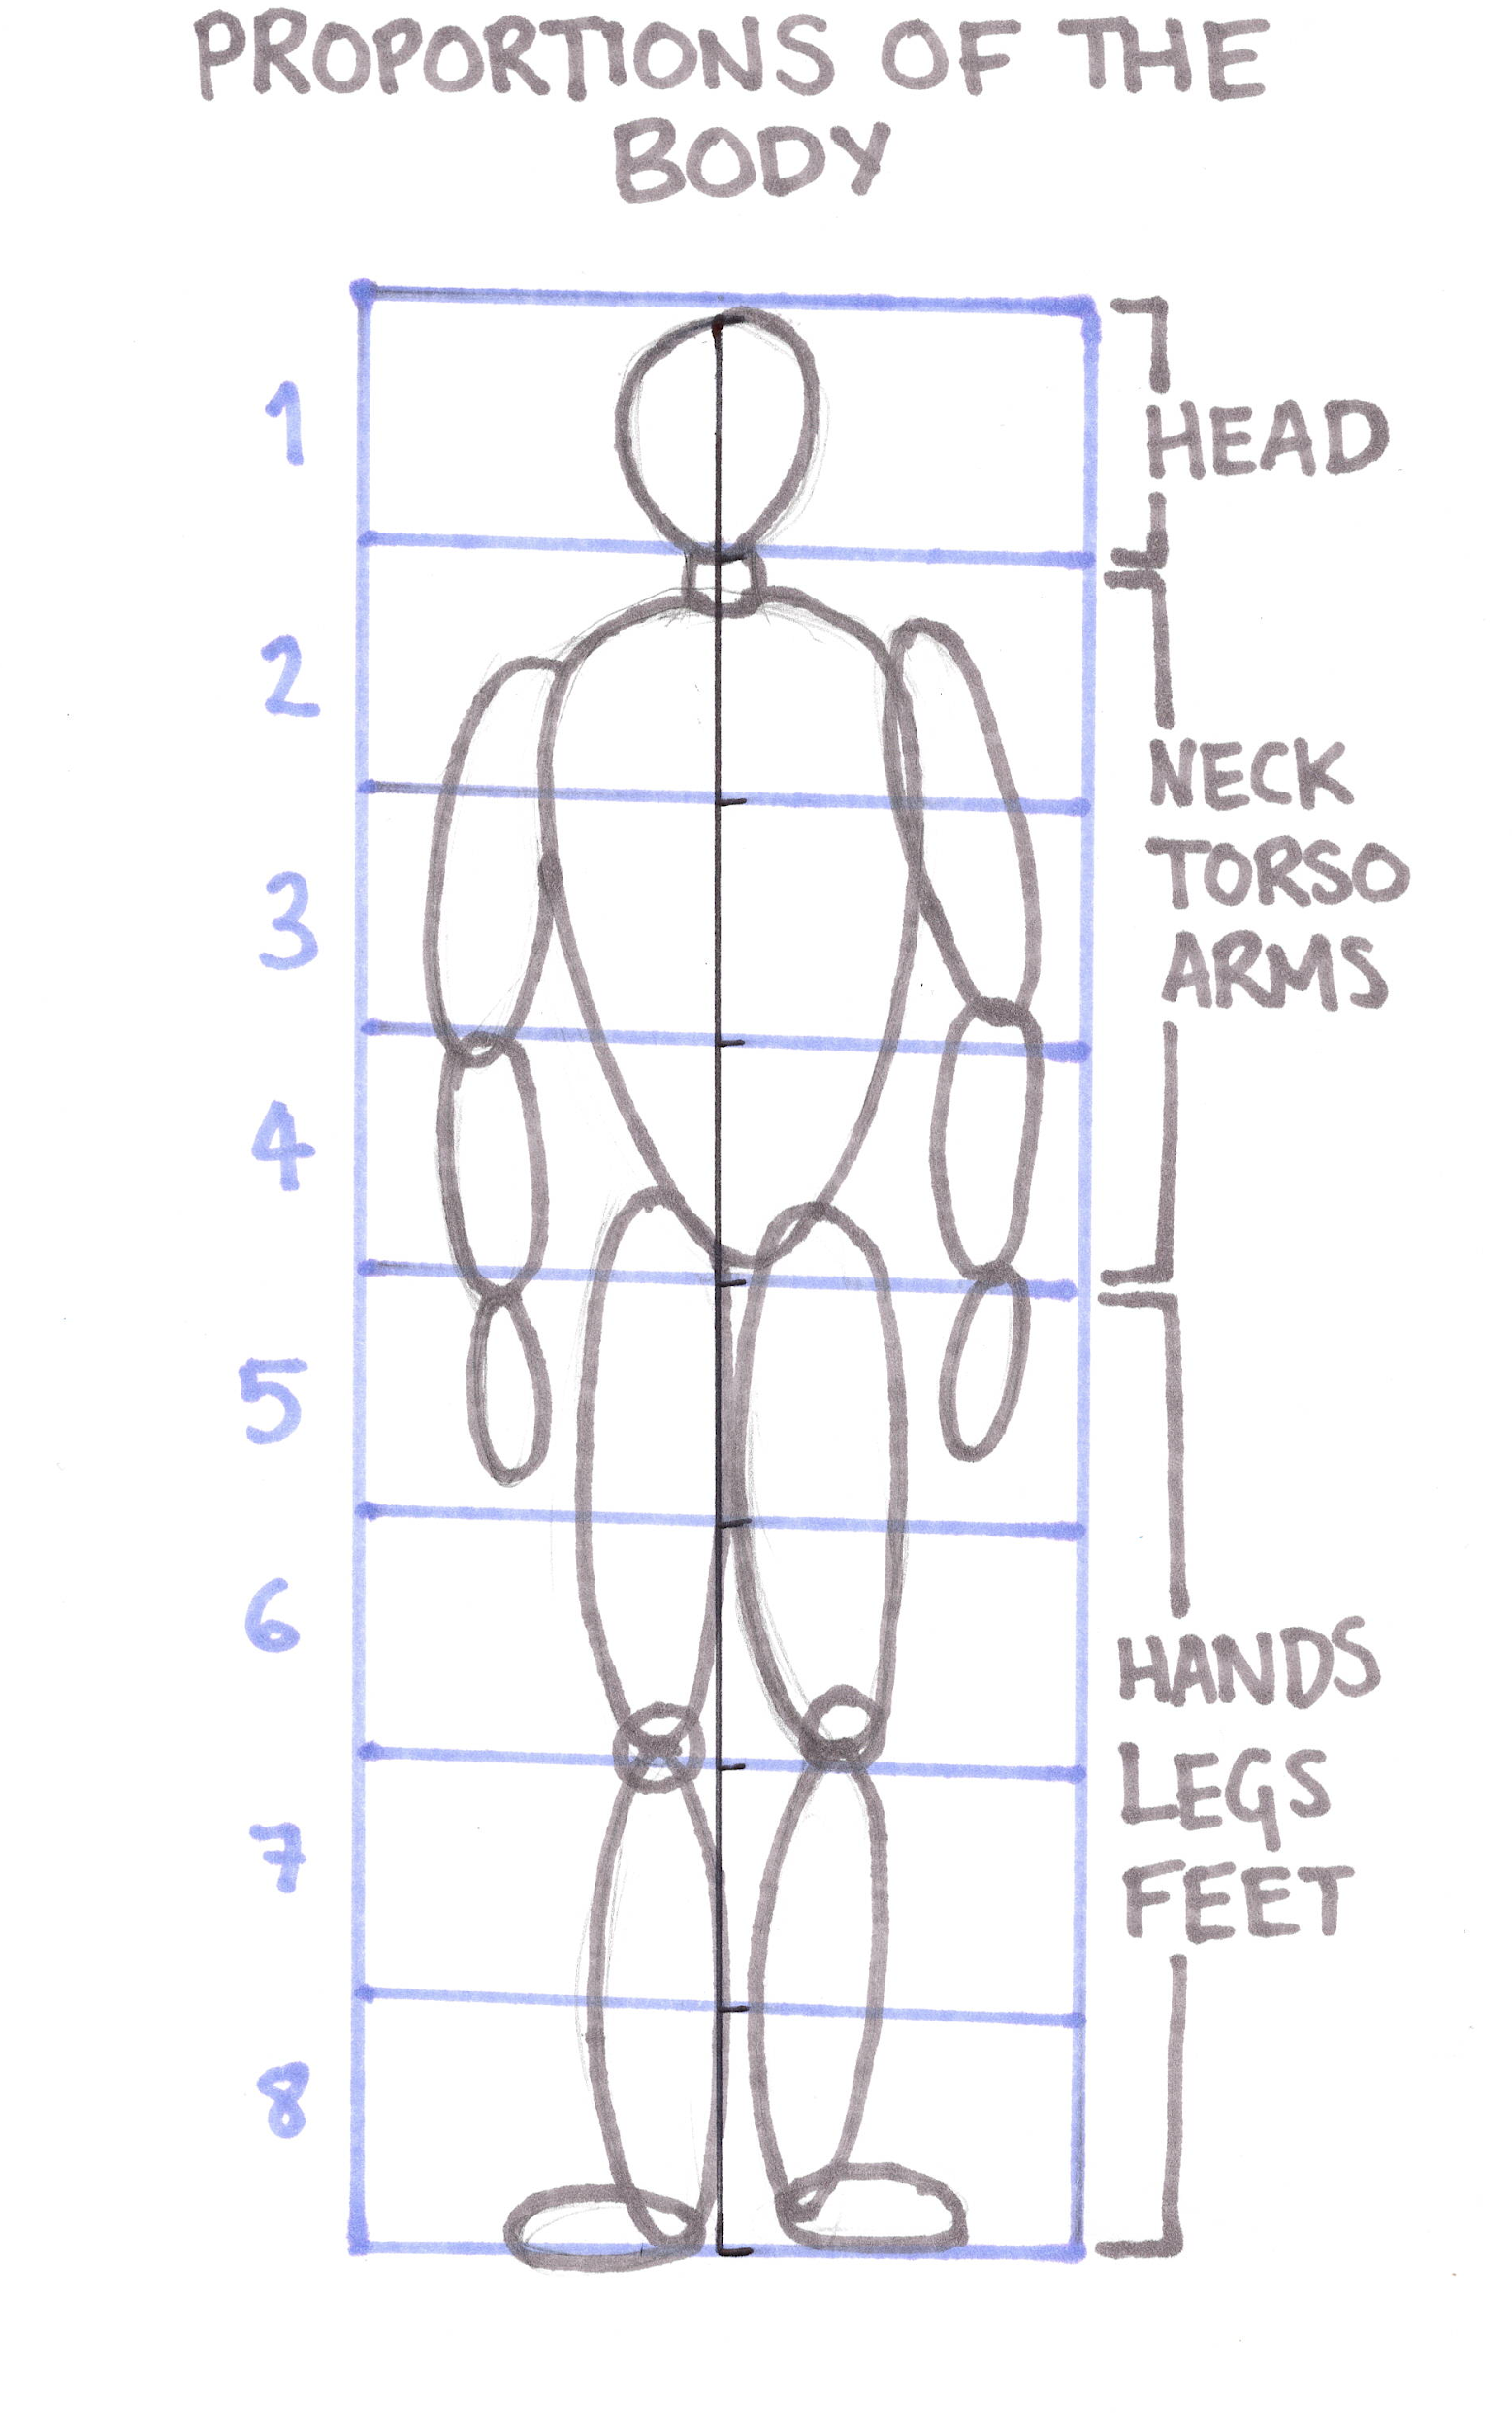 PROPORTIONS OF THE
BODY
1
HEAD
2
NECK
TORSO
3
ARMS
4
5
6
HANDS
LEGS
7
FEET
8